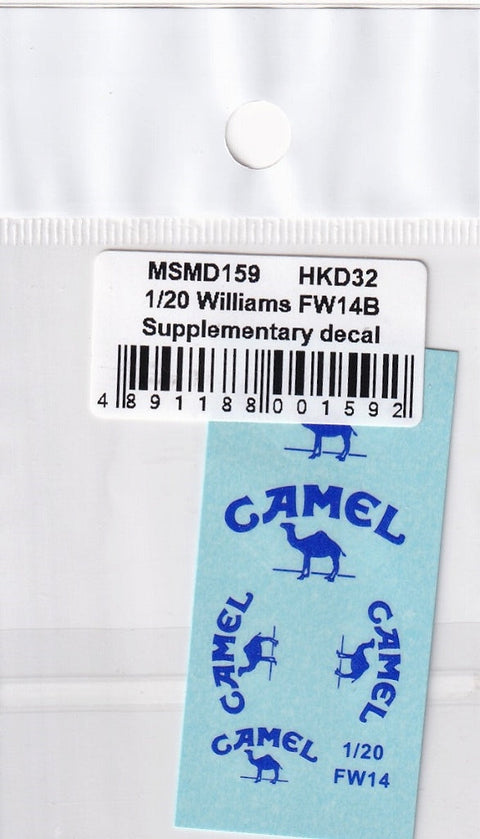 MSMD159 HKD32
1/20 Williams FW14B
Supplementary decal
4 891188 001592
CAMEL
CAMEL
CAMEL
CAMEL
1/20
FW14